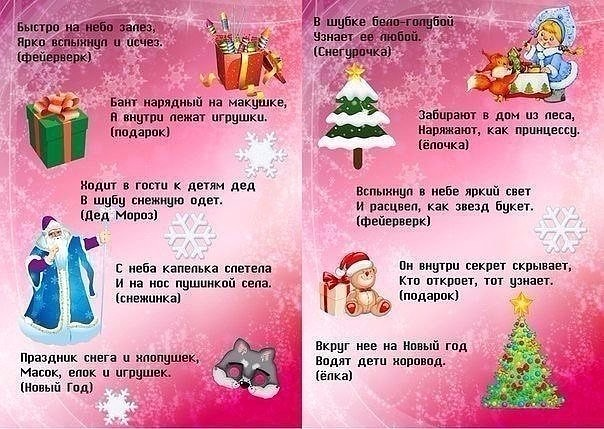 Быстро на небо залез,
Ярко вспыхнул и исчез.
(фейерверк)
Бант нарядный на макушке,
А внутри лежат игрушки.
(подарок)
Ходит в гости к детям дед
В шубу снежную одет.
(Дед Мороз)
С неба капелька слетела
И на нос пушинкой села.
(снежинка)
Праздник снега и хлопушек,
Масок, елок и игрушек.
(Новый Год)
В шубке бело-голубой
Узнает ее любой.
(Снегурочка)
Забирают в дом из леса,
Наряжают, как принцессу.
(ёлочка)
Вспыхнул в небе яркий свет
И расцвел, как звезд букет.
(фейерверк)
Он внутри секрет скрывает,
Кто откроет, тот узнает.
(подарок)
Вкруг нее на Новый год
Водят дети хоровод.
(ёлка)